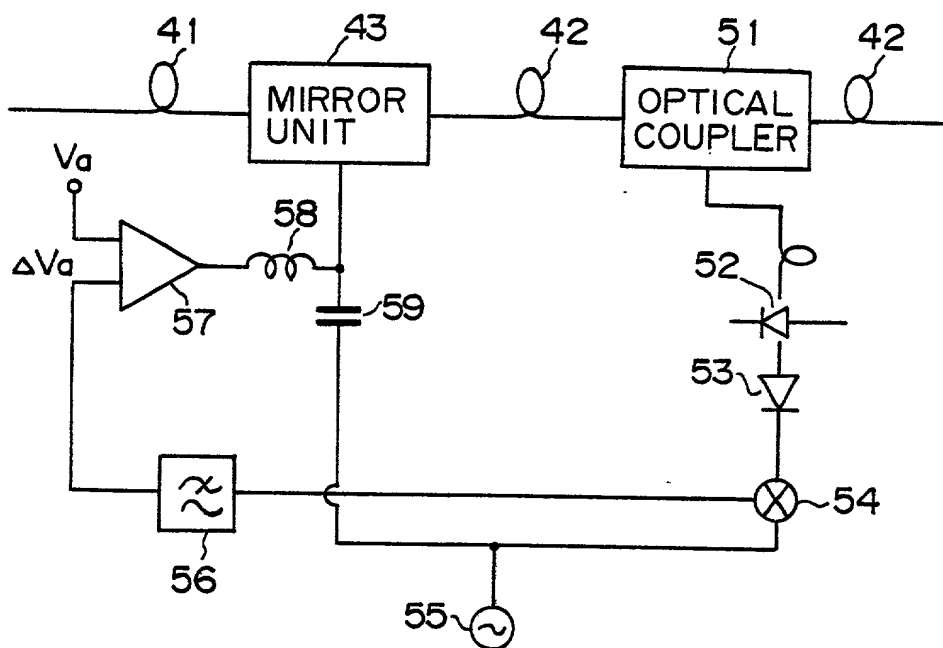 41
43
42
51
42
MIRROR
UNIT
OPTICAL
COUPLER
Va
58
52
ΔVa
57
59
53
54
56
55